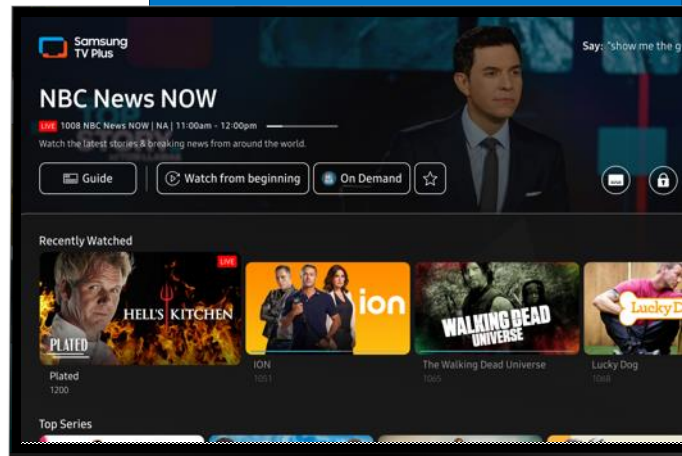 Samsung
TV Plus
Say: "show me the g
NBC News NOW
LIVE 1008 NBC News NOW | NA | 11:00am - 12:00pm
Watch the latest stories & breaking news from around the world.
Guide
Watch from beginning
On Demand
Recently Watched
LIVE
HELL'S KITCHEN
PLATED
ion
WALKING DEAD
UNIVERSE
Lucky D
Plated
1200
ION
1051
The Walking Dead Universe
1065
Lucky Dog
1068
Top Series